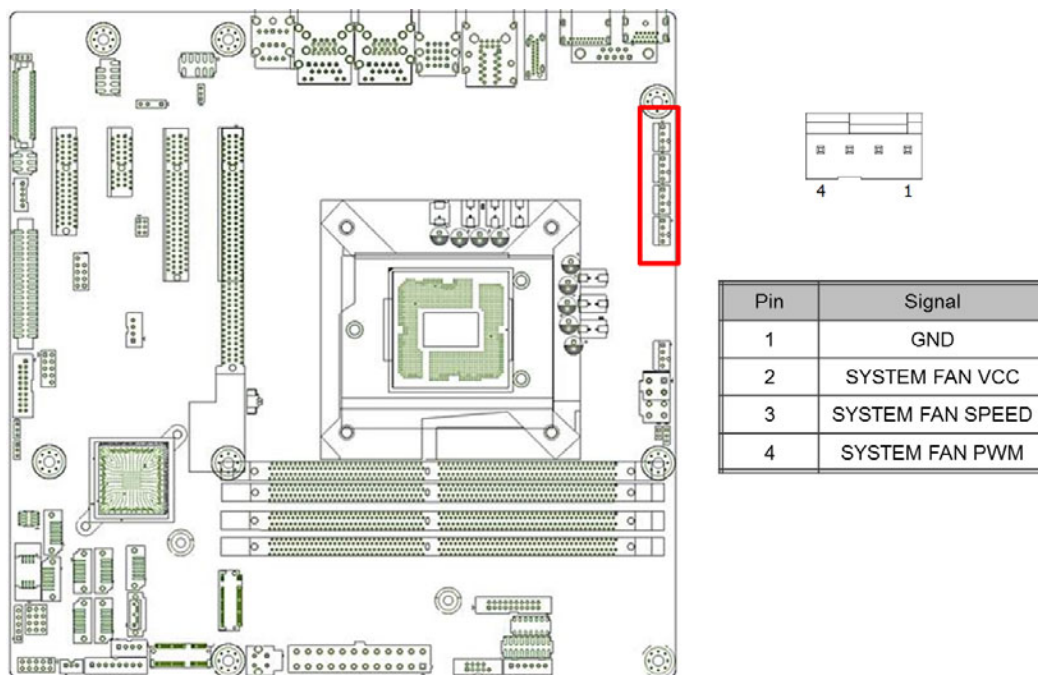 4 1
Pin Signal
1 GND
2 SYSTEM FAN VCC
3 SYSTEM FAN SPEED
4 SYSTEM FAN PWM